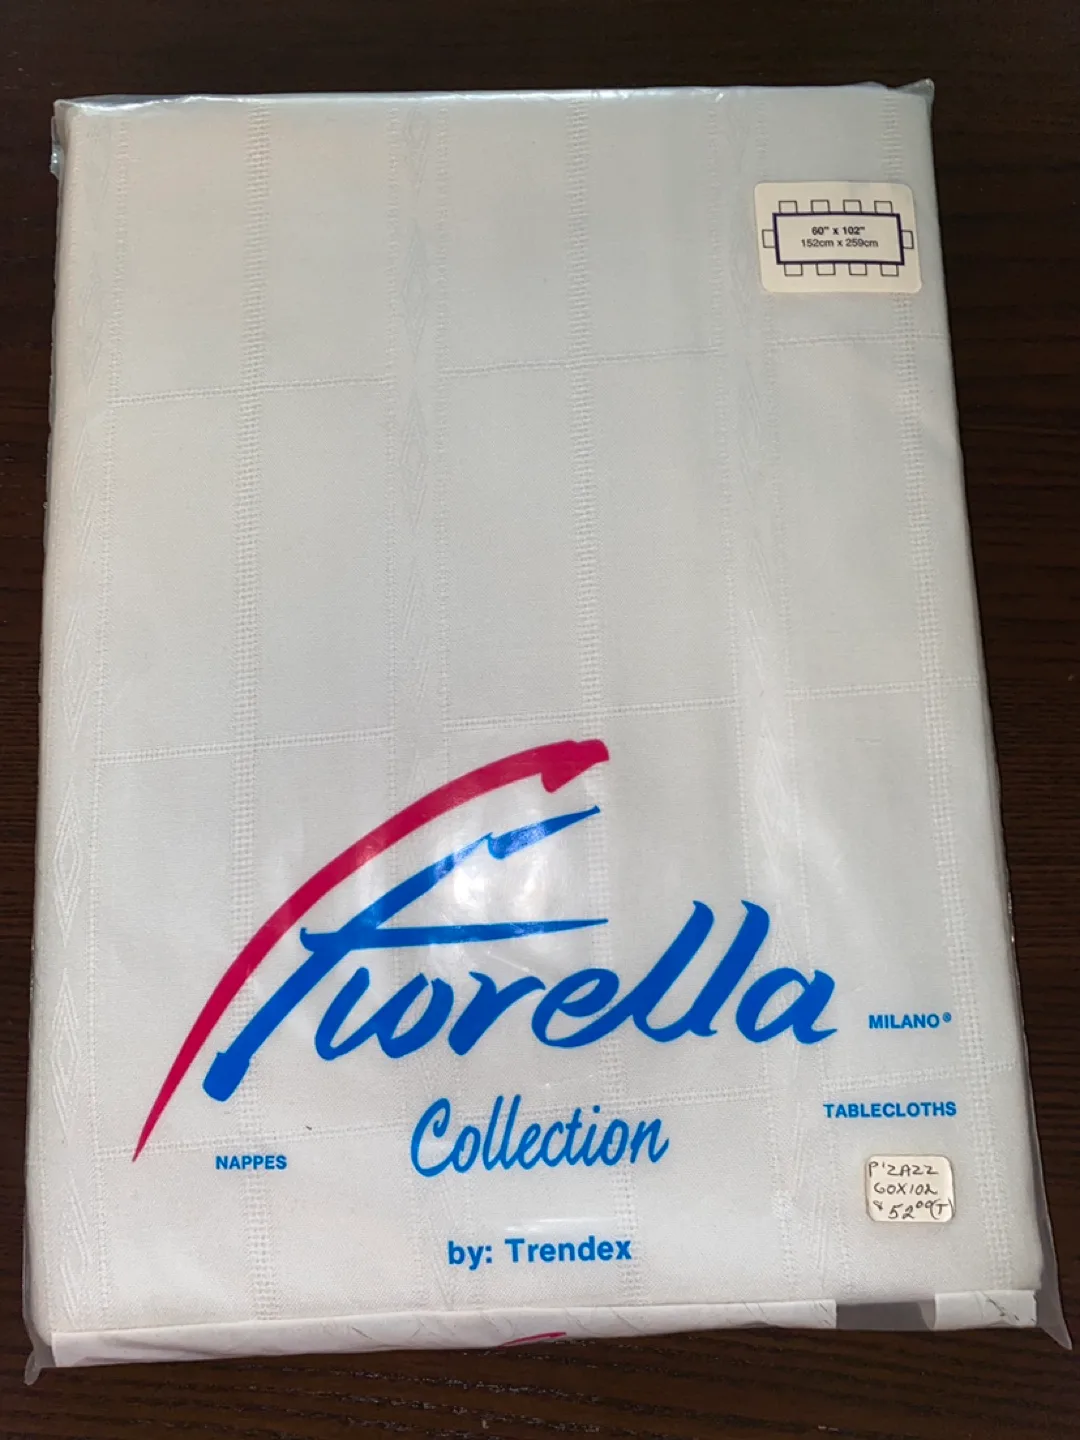 60" x 102"
152cm x 259cm
Fiorella
MILANO®
Collection
TABLECLOTHS
NAPPES
P'ZAZZ
60X102
$52.00(T)
by: Trendex